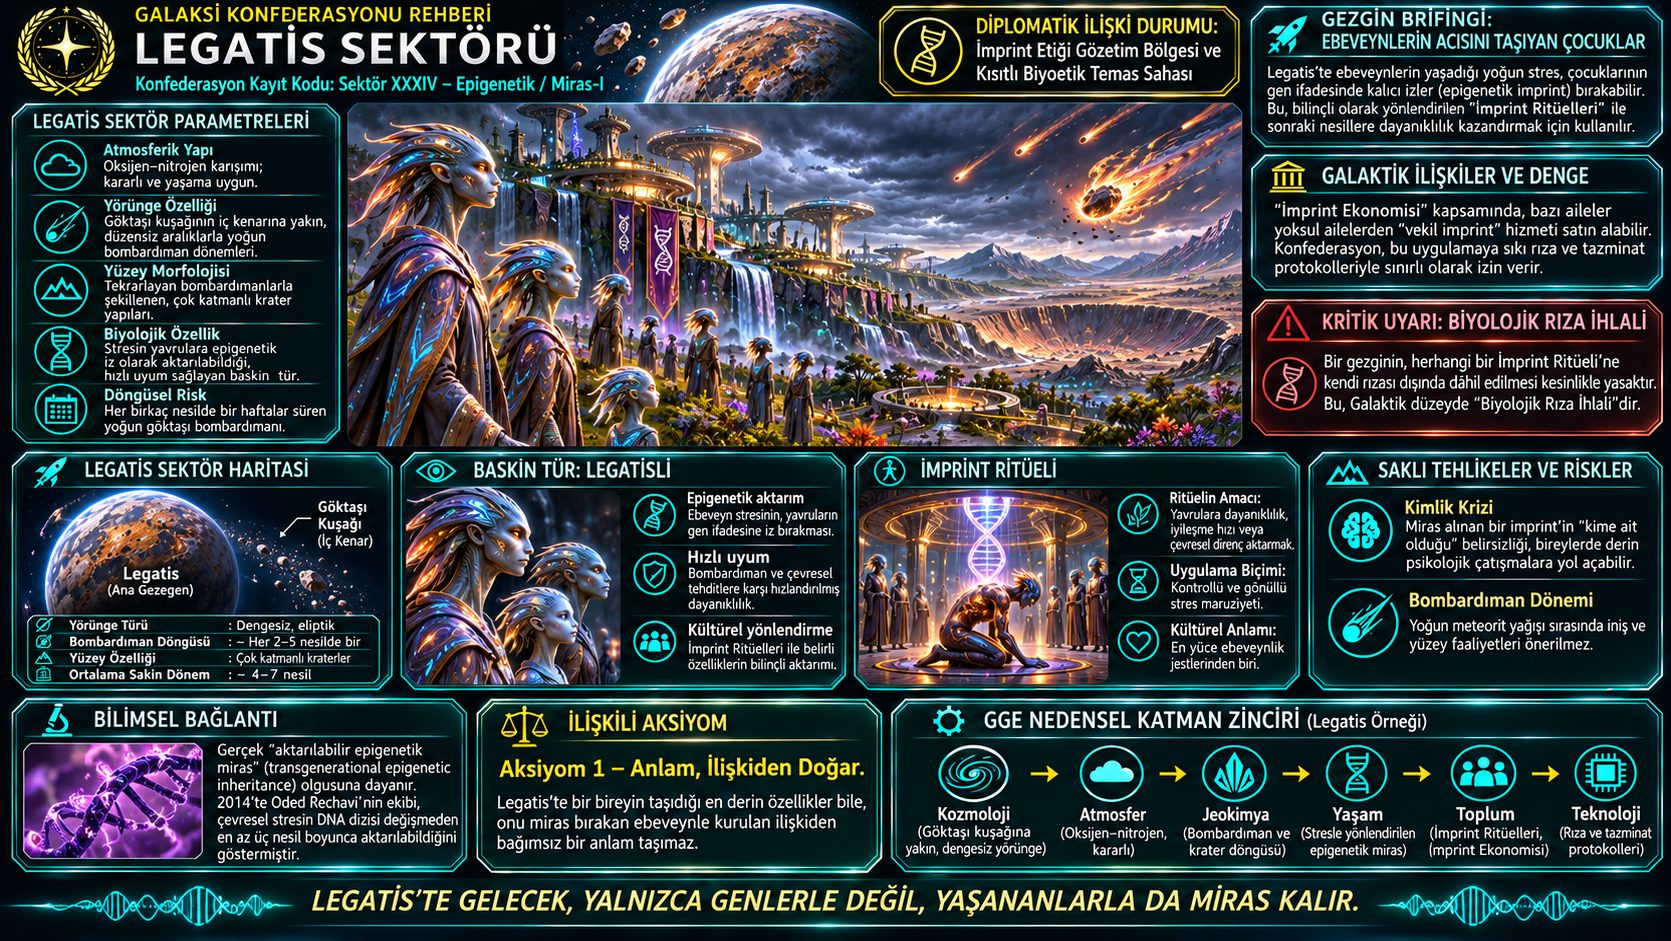 GALAKSİ KONFEDERASYONU REHBERİ
LEGATİS SEKTÖRÜ
Konfederasyon Kayıt Kodu: Sektör XXXIV – Epigenetik / Miras-I
DİPLOMATİK İLİŞKİ DURUMU:
İmprint Etiği Gözetim Bölgesi ve
Kısıtlı Biyoetik Temas Sahası
GEZGİN BRİFİNGİ:
EBEVEYNLERİN ACISINI TAŞIYAN ÇOCUKLAR
Legatis'te ebeveynlerin yaşadığı yoğun stres, çocuklarının
gen ifadesinde kalıcı izler (epigenetik imprint) bırakabilir.
Bu, bilinçli olarak yönlendirilen "İmprint Ritüelleri" ile
sonraki nesillere dayanıklılık kazandırmak için kullanılır.
LEGATİS SEKTÖR PARAMETRELERİ
Atmosferik Yapı
Oksijen–nitrojen karışımı;
kararlı ve yaşama uygun.
Yörünge Özelliği
Göktaşı kuşağının iç kenarına yakın,
düzensiz aralıklarla yoğun
bombardıman dönemleri.
Yüzey Morfolojisi
Tekrarlayan bombardımanlarla
şekillenen, çok katmanlı krater
yapıları.
Biyolojik Özellik
Stresin yavrulara epigenetik
iz olarak aktarılabildiği,
hızlı uyum sağlayan baskın tür.
Döngüsel Risk
Her birkaç nesilde bir haftalar süren
yoğun göktaşı bombardımanı.
GALAKTİK İLİŞKİLER VE DENGE
"İmprint Ekonomisi" kapsamında, bazı aileler
yoksul ailelerden "vekil imprint" hizmeti satın alabilir.
Konfederasyon, bu uygulamaya sıkı rıza ve tazminat
protokolleriyle sınırlı olarak izin verir.
KRİTİK UYARI: BİYOLOJİK RIZA İHLALİ
Bir gezginin, herhangi bir İmprint Ritüeli'ne
kendi rızası dışında dâhil edilmesi kesinlikle yasaktır.
Bu, Galaktik düzeyde "Biyolojik Rıza İhlali"dir.
LEGATİS SEKTÖR HARİTASI
Göktaşı
Kuşağı
(İç Kenar)
Legatis
(Ana Gezegen)
Yörünge Türü : Dengesiz, eliptik
Bombardıman Döngüsü : ~ Her 2–5 nesilde bir
Yüzey Özelliği : Çok katmanlı kraterler
Ortalama Sakin Dönem : ~ 4–7 nesil
BASKIN TÜR: LEGATİSLİ
Epigenetik aktarım
Ebeveyn stresinin, yavruların
gen ifadesine iz bırakması.
Hızlı uyum
Bombardıman ve çevresel
tehditlere karşı hızlandırılmış
dayanıklılık.
Kültürel yönlendirme
İmprint Ritüelleri ile belirli
özelliklerin bilinçli aktarımı.
İMPRİNT RİTÜELİ
Ritüelin Amacı:
Yavrulara dayanıklılık,
iyileşme hızı veya
çevresel direnç aktarmak.
Uygulama Biçimi:
Kontrollü ve gönüllü
stres maruziyeti.
Kültürel Anlamı:
En yüce ebeveynlik
jestlerinden biri.
SAKLI TEHLİKELER VE RİSKLER
Kimlik Krizi
Miras alınan bir imprint'in "kime ait
olduğu" belirsizliği, bireylerde derin
psikolojik çatışmalara yol açabilir.
Bombardıman Dönemi
Yoğun meteorit yağışı sırasında iniş ve
yüzey faaliyetleri önerilmez.
BİLİMSEL BAĞLANTI
Gerçek "aktarılabilir epigenetik
miras" (transgenerational epigenetic
inheritance) olgusuna dayanır.
2014'te Oded Rechavi'nin ekibi,
çevresel stresin DNA dizisi değişmeden
en az üç nesil boyunca aktarılabildiğini
göstermiştir.
İLİŞKİLİ AKSİYOM
Aksiyom 1 – Anlam, İlişkiden Doğar.
Legatis'te bir bireyin taşıdığı en derin özellikler bile,
onu miras bırakan ebeveynle kurulan ilişkiden
bağımsız bir anlam taşımaz.
GGE NEDENSEL KATMAN ZİNCİRİ (Legatis Örneği)
Kozmoloji
(Göktaşı kuşağına
yakın, dengesiz yörünge)
Atmosfer
(Oksijen–nitrojen,
kararlı)
Jeokimya
(Bombardıman ve
krater döngüsü)
Yaşam
(Stresle yönlendirilen
epigenetik miras)
Toplum
(İmprint Ritüelleri,
İmprint Ekonomisi)
Teknoloji
(Rıza ve tazminat
protokolleri)
LEGATİS'TE GELECEK, YALNIZCA GENLERLE DEĞİL, YAŞANANLARLA DA MİRAS KALIR.